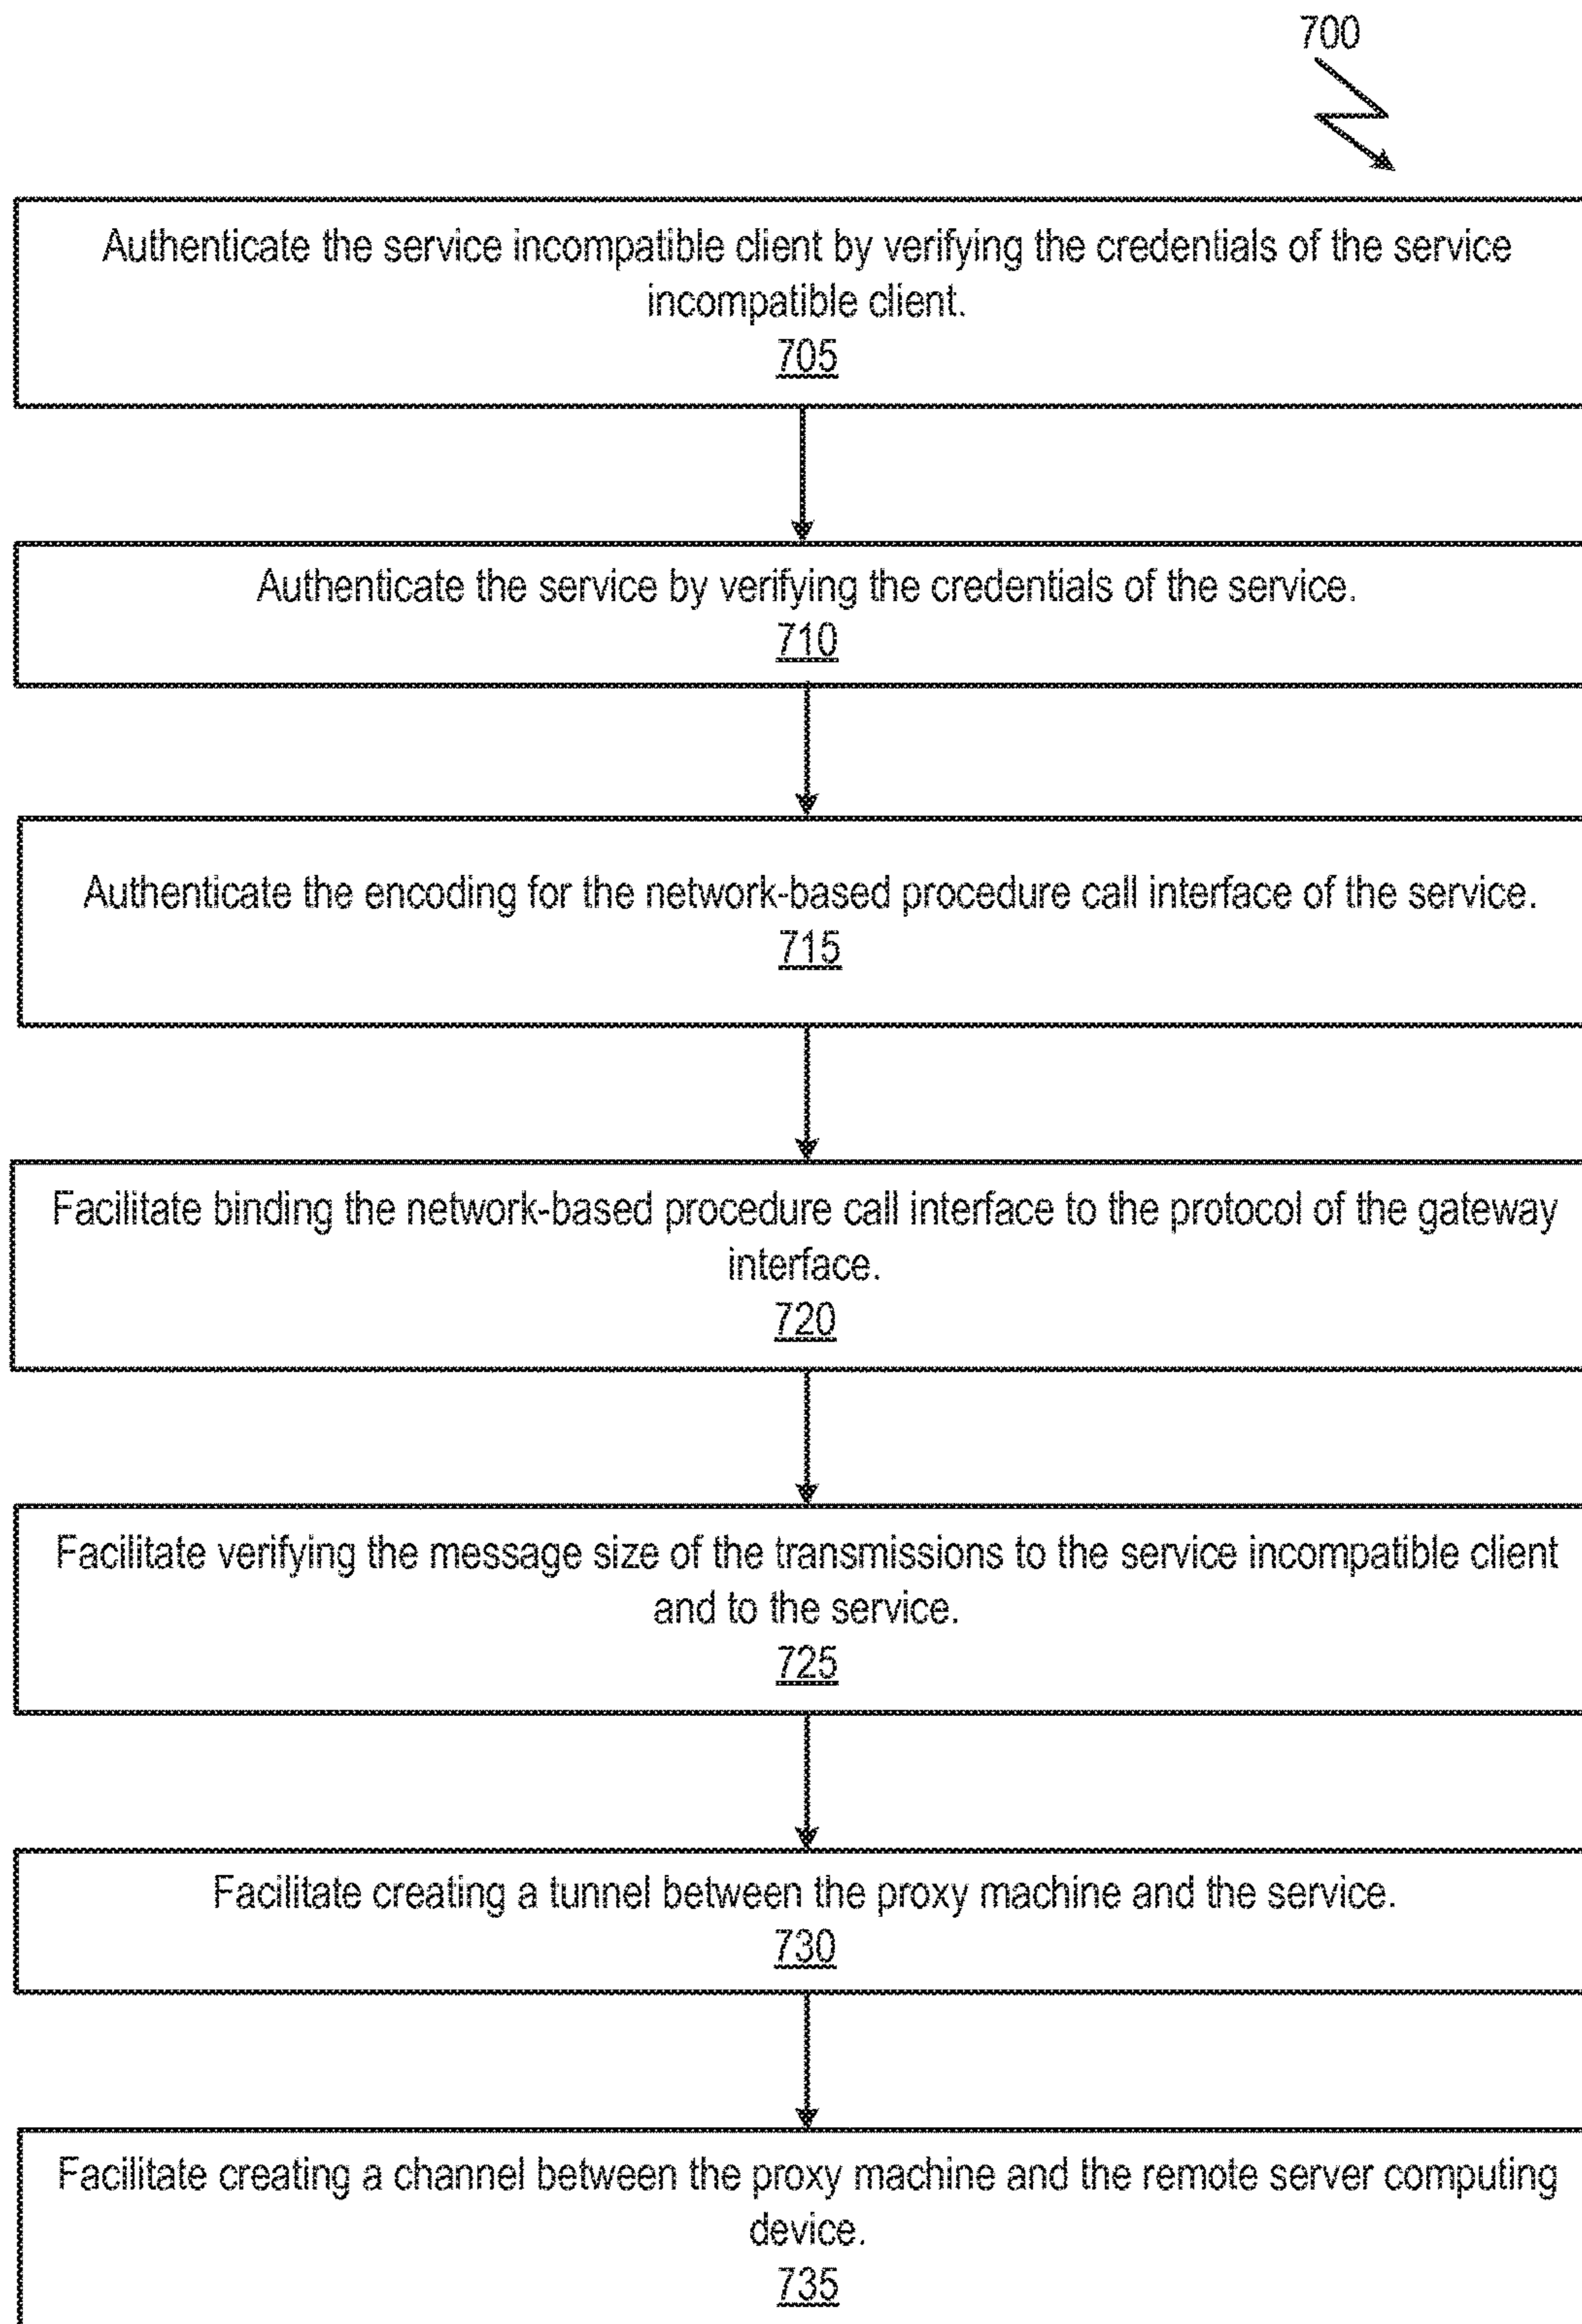 700
Authenticate the service incompatible client by verifying the credentials of the service
incompatible client.
705
Authenticate the service by verifying the credentials of the service.
710
Authenticate the encoding for the network-based procedure call interface of the service.
715
Facilitate binding the network-based procedure call interface to the protocol of the gateway
interface.
720
Facilitate verifying the message size of the transmissions to the service incompatible client
and to the service.
725
Facilitate creating a tunnel between the proxy machine and the service.
730
Facilitate creating a channel between the proxy machine and the remote server computing
device.
735